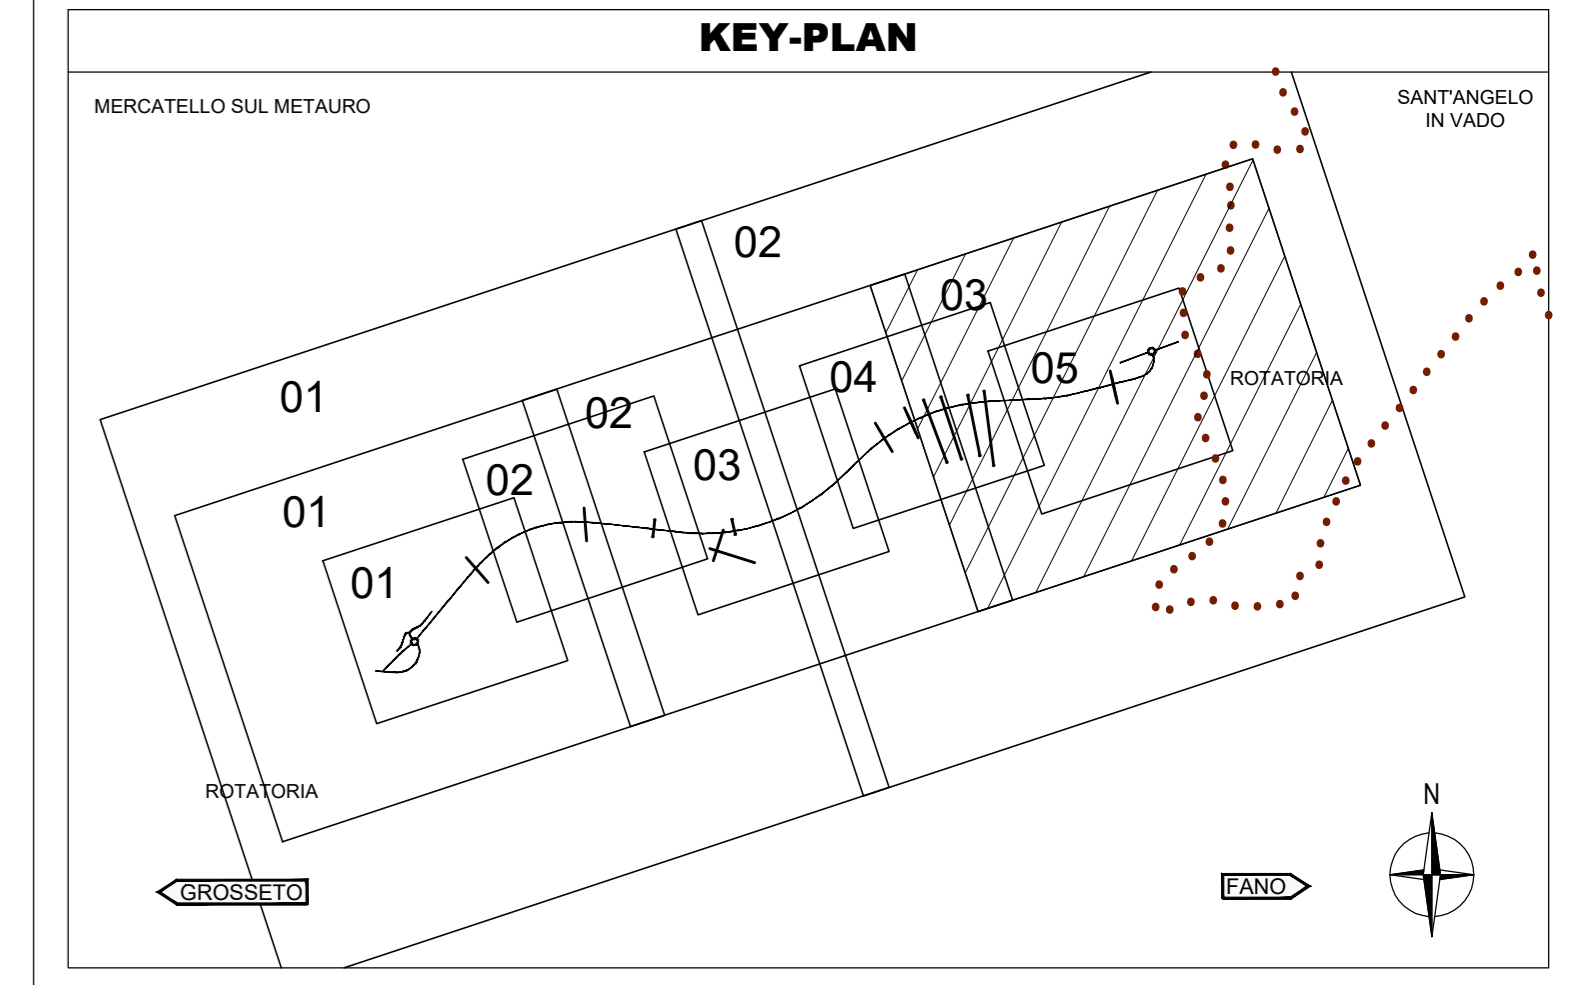 KEY-PLAN
MERCATELLO SUL METAURO
SANT'ANGELO
IN VADO
02
03
05
04
ROTATORIA
01
02
03
02
01
01
ROTATORIA
N
GROSSETO
FANO